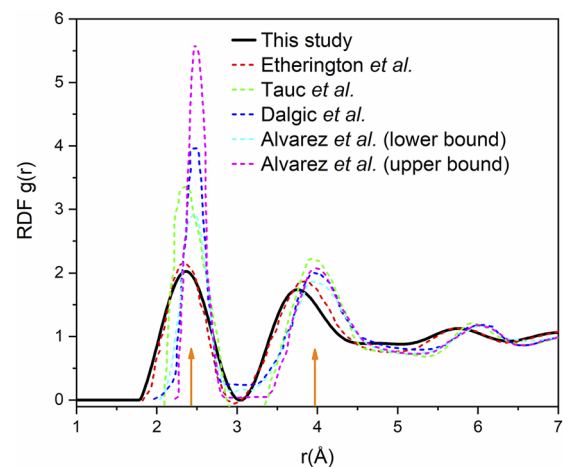 6
5
4
3
2
1
0
RDF g(r)
This study
Etherington et al.
Tauc et al.
Dalgic et al.
Alvarez et al. (lower bound)
Alvarez et al. (upper bound)
1 2 3 4 5 6 7
r(Å)